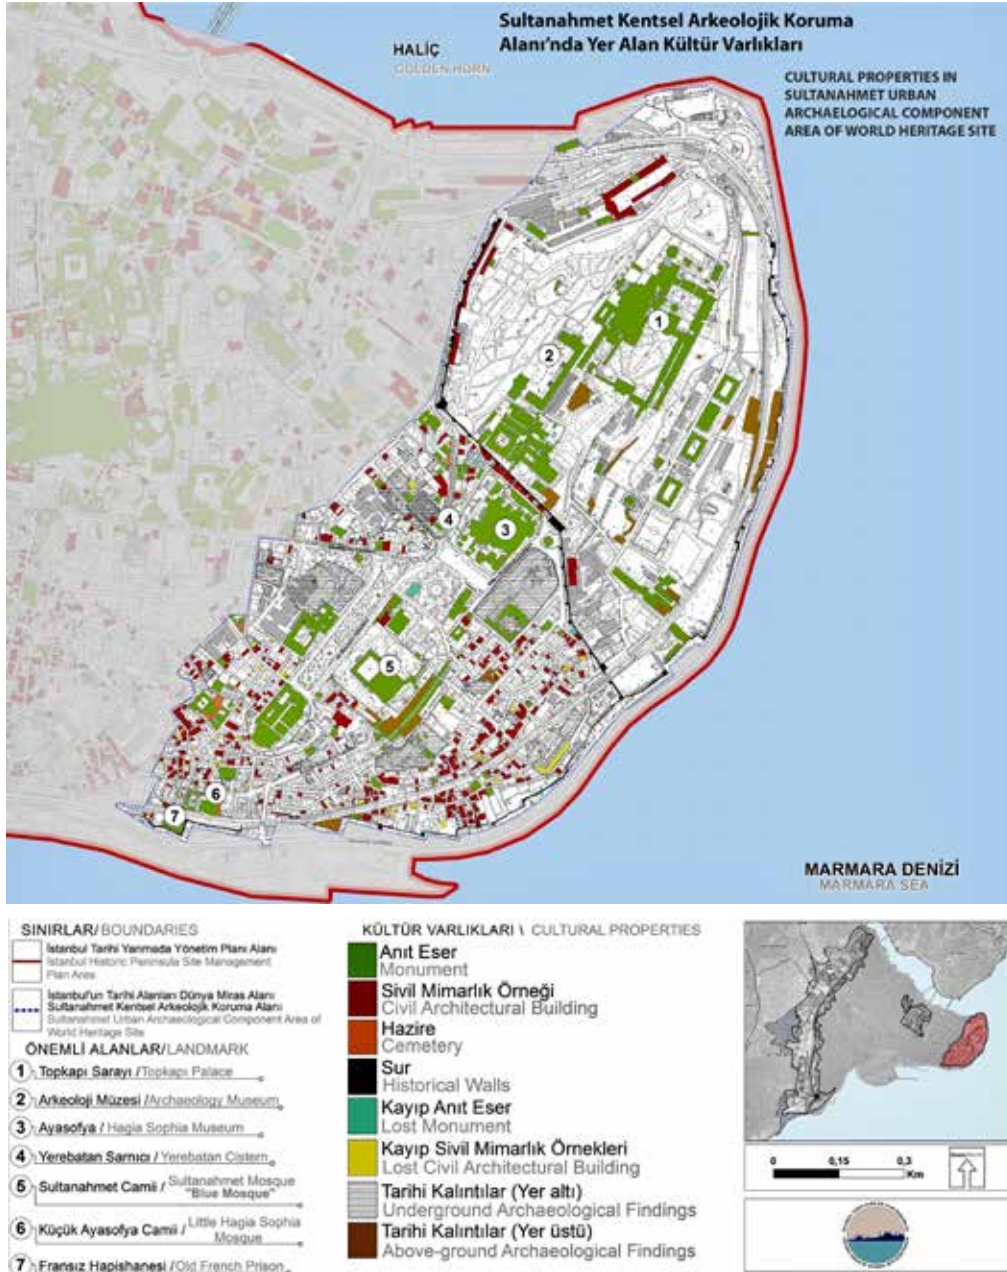 Sultanahmet Kentsel Arkeolojik Koruma
Alanı'nda Yer Alan Kültür Varlıkları
HALİÇ
GOLDEN HORN
CULTURAL PROPERTIES IN
SULTANAHMET URBAN
ARCHAELOGICAL COMPONENT
AREA OF WORLD HERITAGE SITE
1
2
3
4
5
6
7
MARMARA DENİZİ
MARMARA SEA
SINIRLAR/ BOUNDARIES
İstanbul Tarihi Yarımada Yönetim Planı Alanı
İstanbul Historic Peninsula Site Management
Plan Area
İstanbul'un Tarihi Alanları Dünya Miras Alanı
Sultanahmet Kentsel Arkeolojik Koruma Alanı
Sultanahmet Urban Archaeological Component Area of
World Heritage Site
ÖNEMLİ ALANLAR/LANDMARK
1 Topkapı Sarayı /Topkapı Palace
2 Arkeoloji Müzesi /Archaeology Museum
3 Ayasofya / Hagia Sophia Museum
4 Yerebatan Sarnıcı / Yerebatan Cistern
5 Sultanahmet Camii / Sultanahmet Mosque
"Blue Mosque"
6 Küçük Ayasofya Camii / Little Hagia Sophia
Mosque
7 Fransız Hapishanesi /Old French Prison
KÜLTÜR VARLIKLARI \ CULTURAL PROPERTIES
Anıt Eser
Monument
Sivil Mimarlık Örneği
Civil Architectural Building
Hazire
Cemetery
Sur
Historical Walls
Kayıp Anıt Eser
Lost Monument
Kayıp Sivil Mimarlık Örnekleri
Lost Civil Architectural Building
Tarihi Kalıntılar (Yer altı)
Underground Archaeological Findings
Tarihi Kalıntılar (Yer üstü)
Above-ground Archaeological Findings
0 0,15 0,3
Km